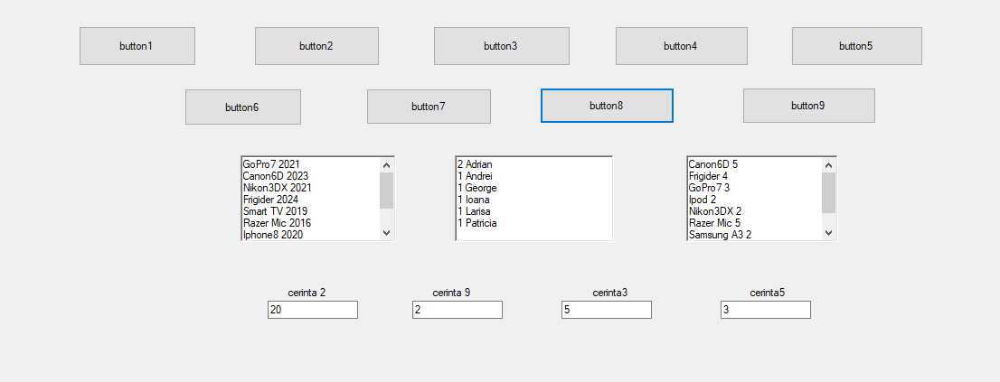 button1
button2
button3
button4
button5
button6
button7
button8
button9
GoPro7 2021
Canon6D 2023
Nikon3DX 2021
Frigider 2024
Smart TV 2019
Razer Mic 2016
Iphone8 2020
2 Adrian
1 Andrei
1 George
1 Ioana
1 Larisa
1 Patricia
Canon6D 5
Frigider 4
GoPro7 3
Ipod 2
Nikon3DX 2
Razer Mic 5
Samsung A3 2
cerinta 2
20
cerinta 9
2
cerinta3
5
cerinta5
3